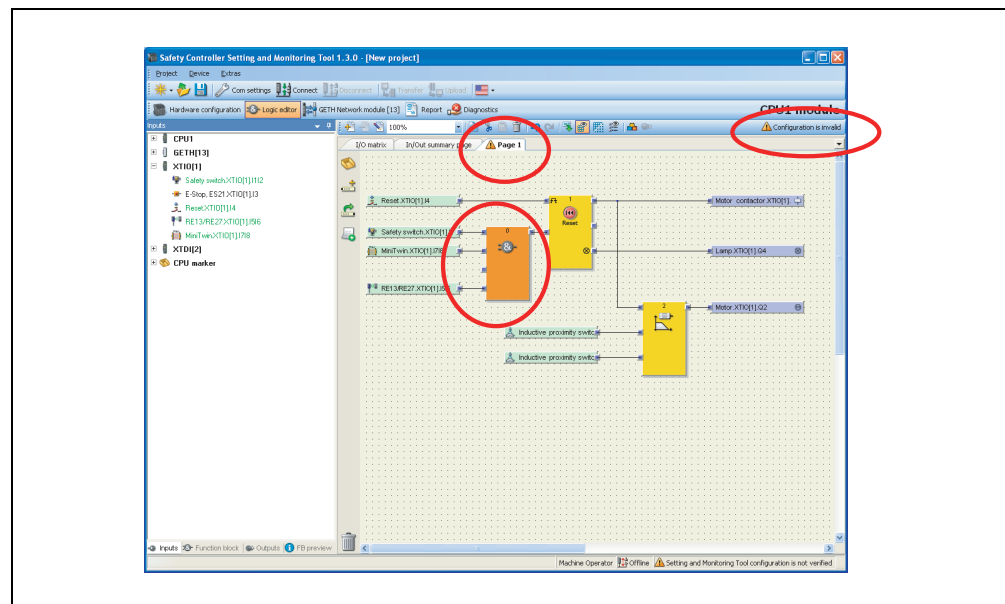 Safety Controller Setting and Monitoring Tool 1.3.0 - [New project]
Project Device Extras
Com settings Connect Disconnect Transfer Upload
Hardware configuration Logic editor GETH Network module [13] Report Diagnostics CPU1 module
Inputs 100% Configuration is invalid
I/O matrix In/Out summary page Page 1
CPU1
GETH[13]
XTIO[1]
Safety switch.XTIO[1].I1I2
E-Stop, ES21.XTIO[1].I3
Reset.XTIO[1].I4
RE13/RE27.XTIO[1].I5I6
MiniTwin.XTIO[1].I7I8
XTDI[2]
CPU marker
Reset.XTIO[1].I4 1 Motor contactor.XTIO[1].
Reset
Safety switch.XTIO[1] 0
MiniTwin.XTIO[1].I7I8 & Lamp.XTIO[1].Q4
RE13/RE27.XTIO[1].I5
2 Motor.XTIO[1].Q2
Inductive proximity switc
Inductive proximity switc
Inputs Function block Outputs FB preview
Machine Operator Offline Setting and Monitoring Tool configuration is not verified